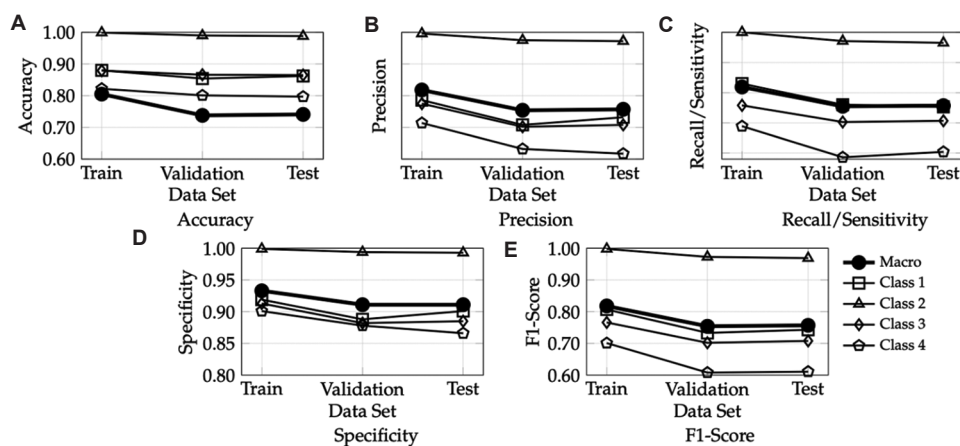 A
Accuracy
1.00
0.90
0.80
0.70
0.60
Train Validation Test
Data Set
Accuracy
B
Precision
Train Validation Test
Data Set
Precision
C
Recall/Sensitivity
Train Validation Test
Data Set
Recall/Sensitivity
D
Specificity
1.00
0.95
0.90
0.85
0.80
Train Validation Test
Data Set
Specificity
E
F1-Score
1.00
0.90
0.80
0.70
0.60
Train Validation Test
Data Set
F1-Score
Macro
Class 1
Class 2
Class 3
Class 4